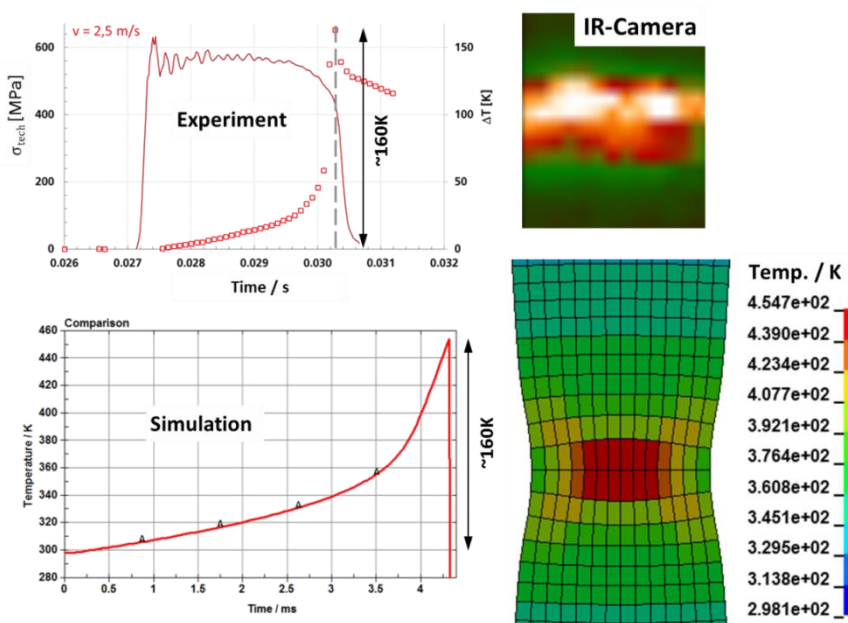 v = 2,5 m/s
600
400
200
0
σtech [MPa]
150
100
50
0
ΔT [K]
Experiment
~160K
0.026
0.027
0.028
0.029
0.030
0.031
0.032
Time / s
IR-Camera
Comparison
460
440
420
400
380
360
340
320
300
280
Temperature / K
Simulation
~160K
0
0.5
1
1.5
2
2.5
3
3.5
4
Time / ms
Temp. / K
4.547e+02
4.390e+02
4.234e+02
4.077e+02
3.921e+02
3.764e+02
3.608e+02
3.451e+02
3.295e+02
3.138e+02
2.981e+02